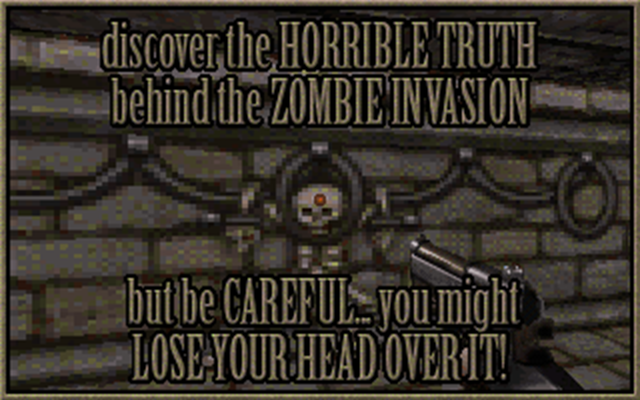 discover the HORRIBLE TRUTH
behind the ZOMBIE INVASION
but be CAREFUL... you might
LOSE YOUR HEAD OVER IT!